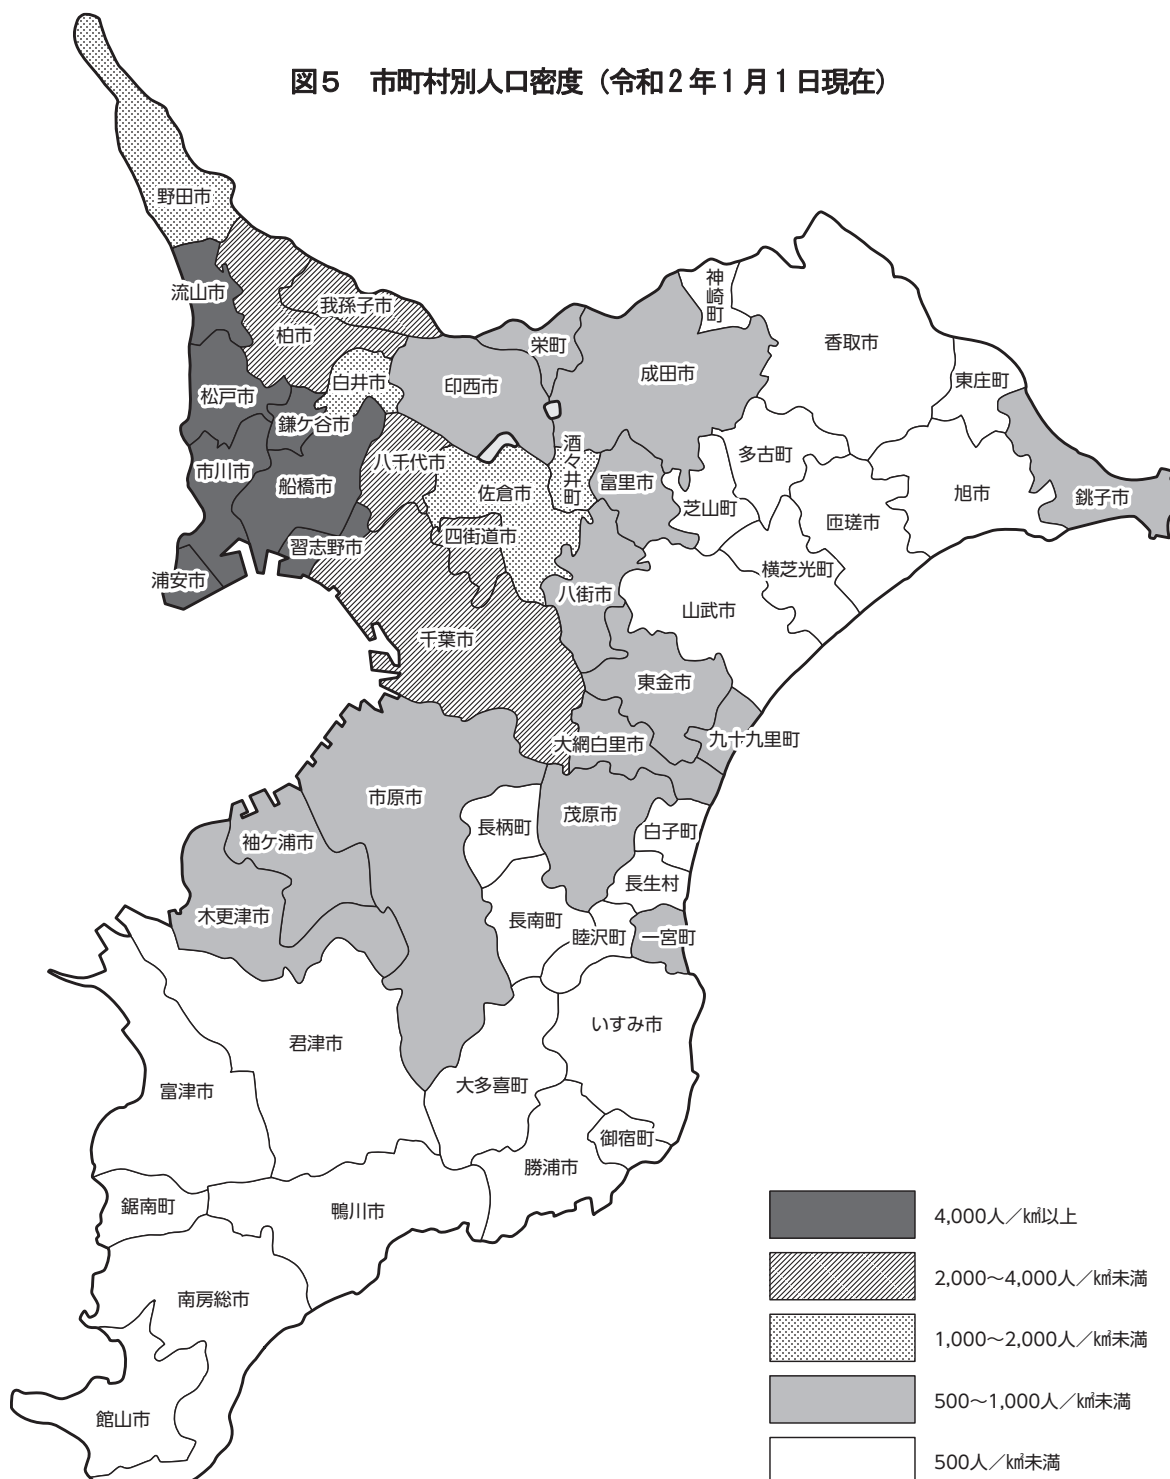 図5　市町村別人口密度（令和2年1月1日現在）
野田市
流山市
我孫子市
柏市
神崎町
香取市
栄町
成田市
東庄町
松戸市
白井市
印西市
鎌ケ谷市
多古町
市川市
船橋市
八千代市
佐倉市
酒々井町
富里市
芝山町
旭市
銚子市
匝瑳市
習志野市
四街道市
浦安市
八街市
横芝光町
山武市
千葉市
東金市
大網白里市
九十九里町
市原市
長柄町
茂原市
白子町
袖ケ浦市
長生村
木更津市
長南町
睦沢町
一宮町
いすみ市
君津市
大多喜町
富津市
御宿町
勝浦市
鋸南町
鴨川市
南房総市
館山市
4,000人／㎢以上
2,000～4,000人／㎢未満
1,000～2,000人／㎢未満
500～1,000人／㎢未満
500人／㎢未満